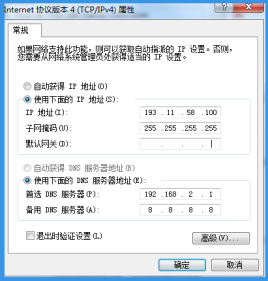 Internet 协议版本 4 (TCP/IPv4) 属性
常规
如果网络支持此功能，则可以获取自动指派的 IP 设置。否则，
您需要从网络系统管理员处获得适当的 IP 设置。
自动获得 IP 地址(O)
使用下面的 IP 地址(S):
IP 地址(I): 193 . 11 . 58 .100
子网掩码(U): 255 .255 .255 .255
默认网关(D): . . .
自动获得 DNS 服务器地址(B)
使用下面的 DNS 服务器地址(E):
首选 DNS 服务器(P): 192 .168 . 2 . 1
备用 DNS 服务器(A): 8 . 8 . 8 . 8
退出时验证设置(L)
高级(V)...
确定 取消